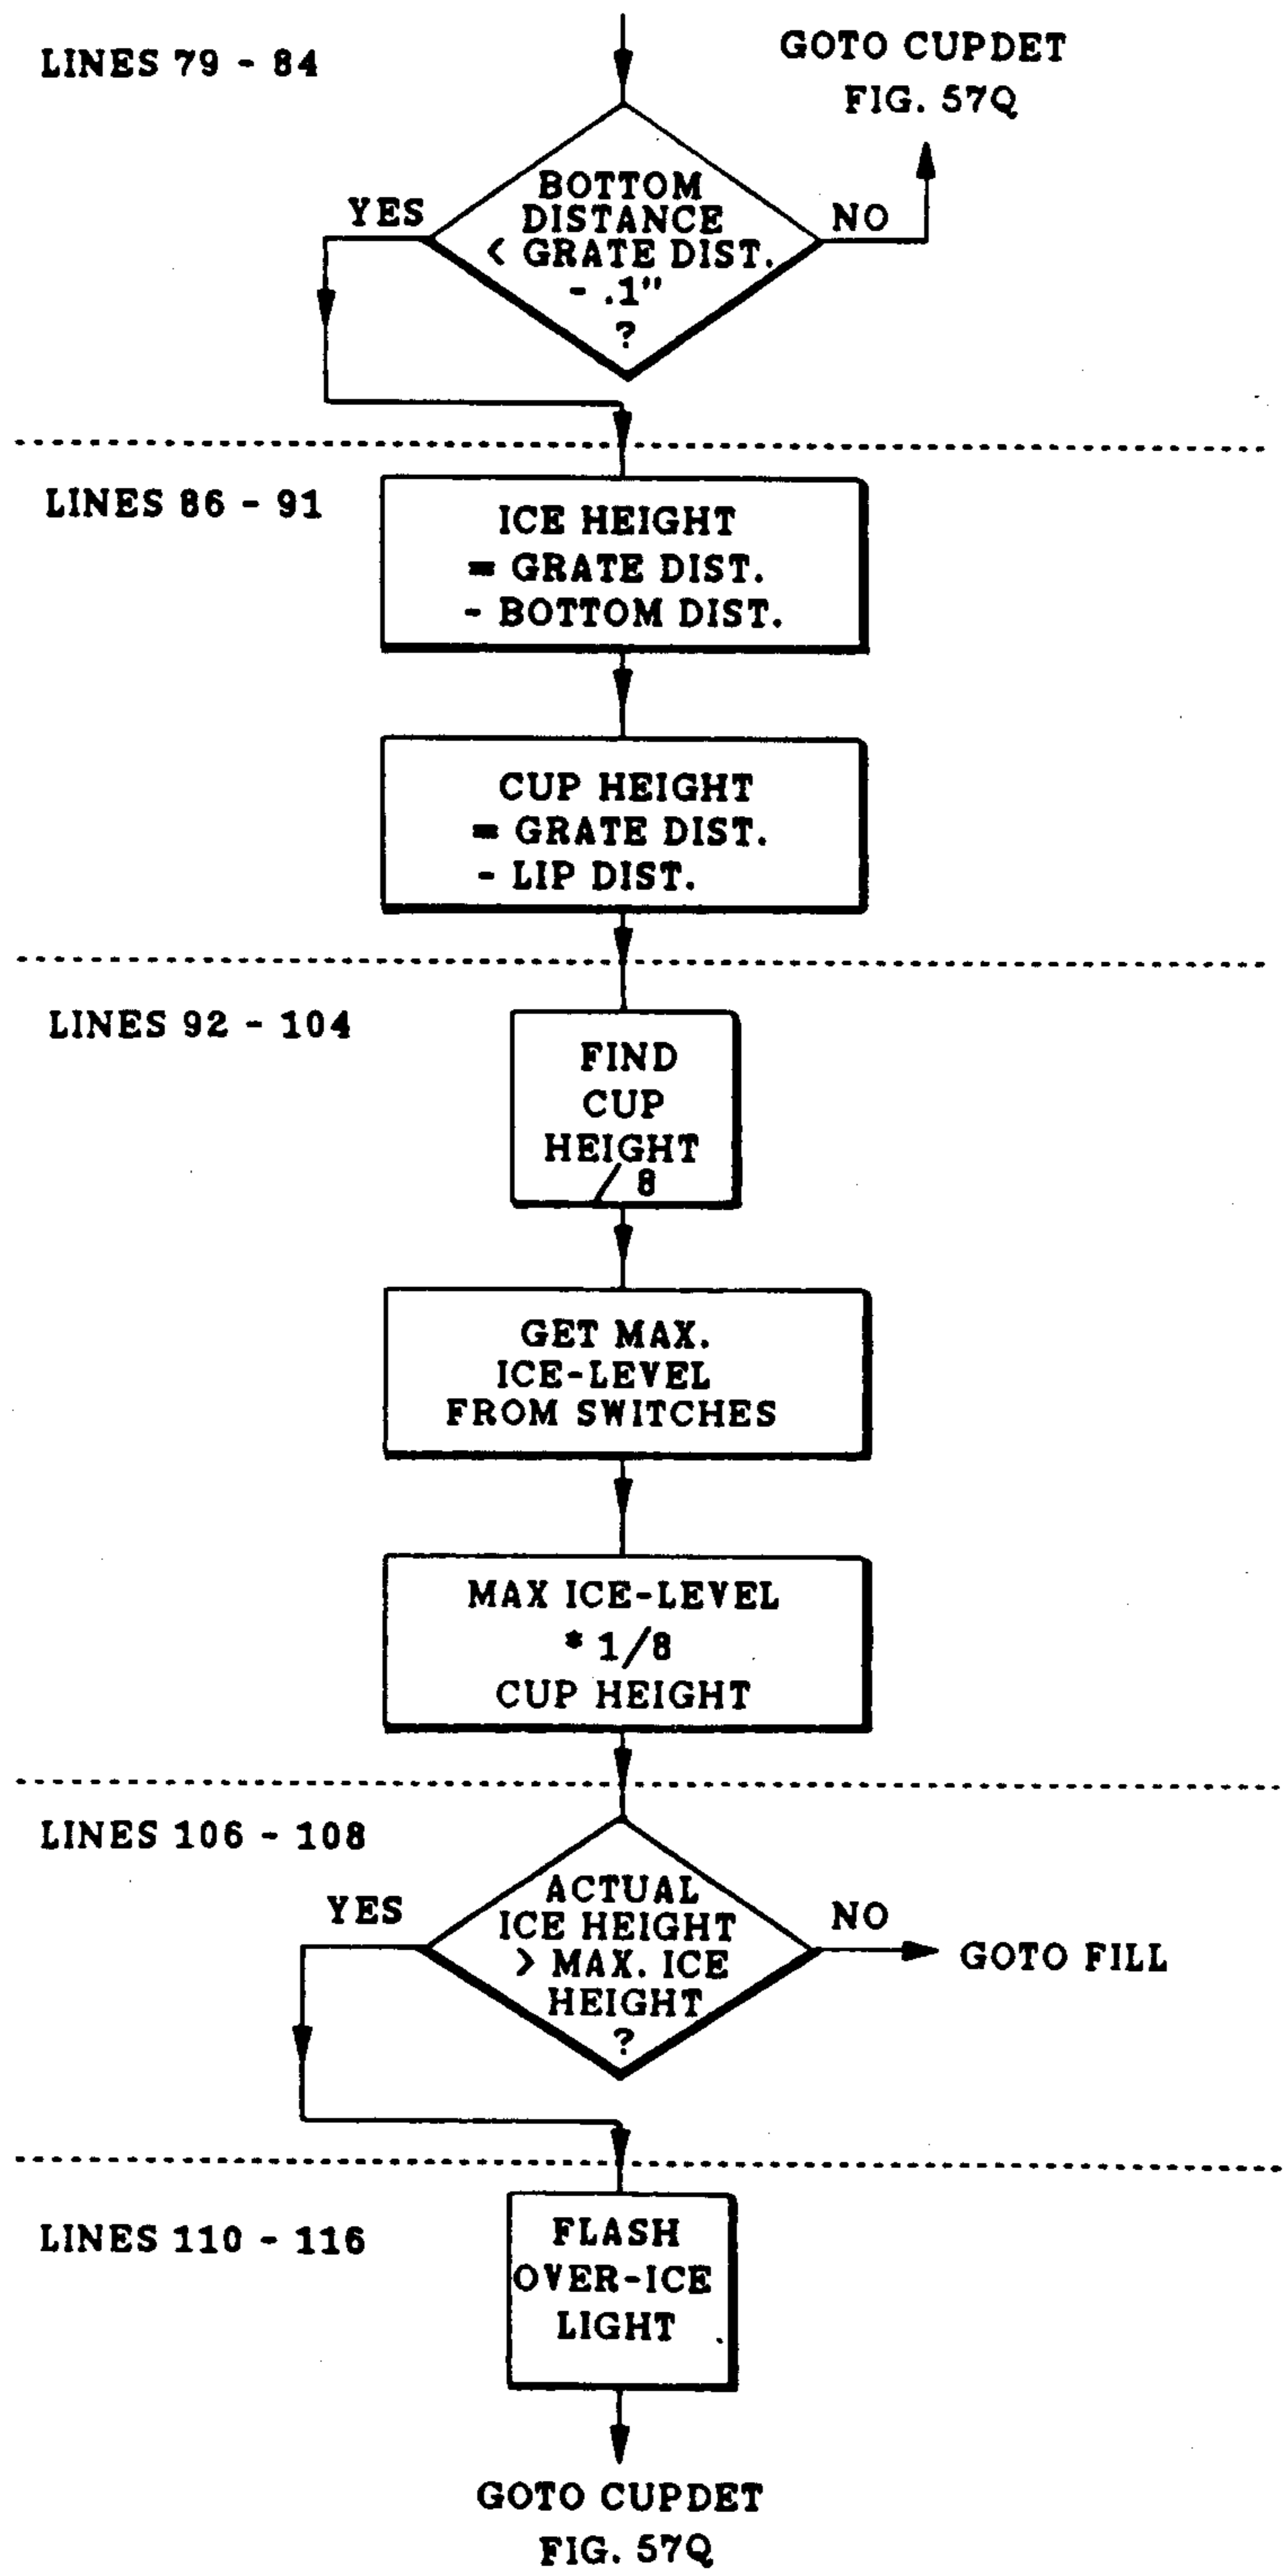 LINES 79 - 84
GOTO CUPDET
FIG. 57Q
BOTTOM
DISTANCE
< GRATE DIST.
- .1"
?
YES
NO
LINES 86 - 91
ICE HEIGHT
= GRATE DIST.
- BOTTOM DIST.
CUP HEIGHT
= GRATE DIST.
- LIP DIST.
LINES 92 - 104
FIND
CUP
HEIGHT
/ 8
GET MAX.
ICE-LEVEL
FROM SWITCHES
MAX ICE-LEVEL
* 1/8
CUP HEIGHT
LINES 106 - 108
ACTUAL
ICE HEIGHT
> MAX. ICE
HEIGHT
?
YES
NO
GOTO FILL
LINES 110 - 116
FLASH
OVER-ICE
LIGHT
GOTO CUPDET
FIG. 57Q